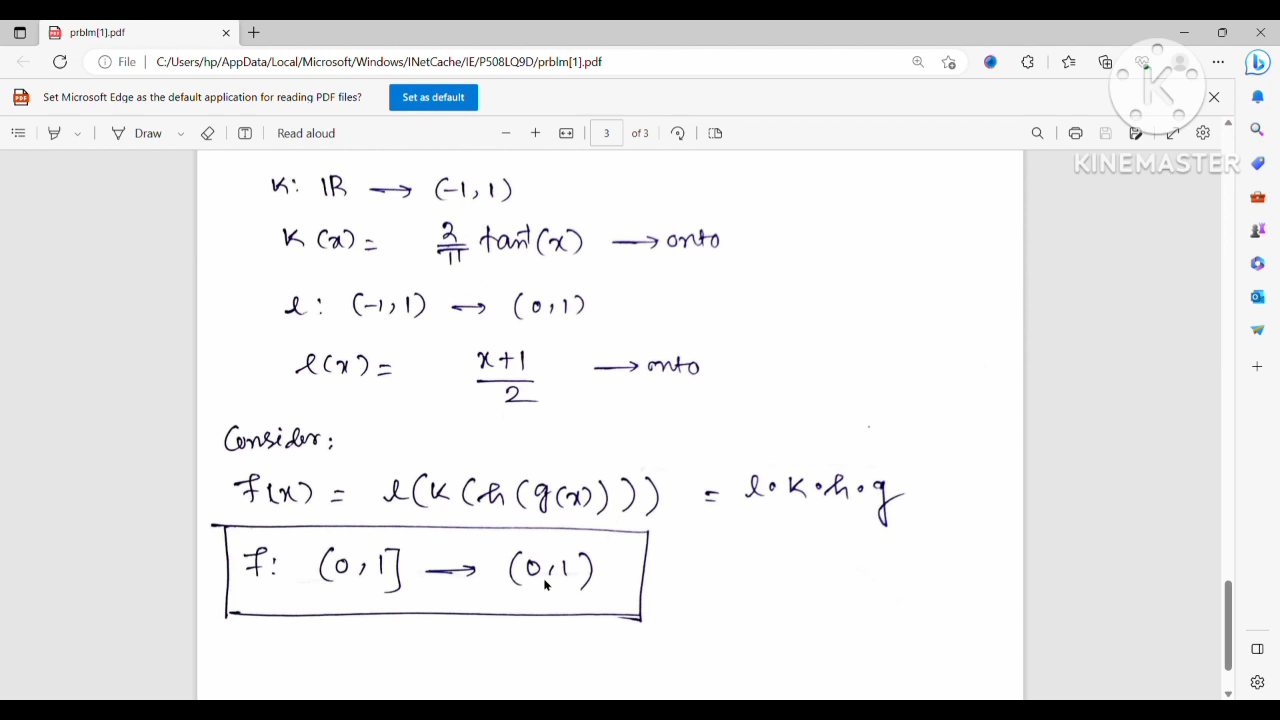 prblm[1].pdf
File C:/Users/hp/AppData/Local/Microsoft/Windows/INetCache/IE/P508LQ9D/prblm[1].pdf
Set Microsoft Edge as the default application for reading PDF files? Set as default
Draw Read aloud 3 of 3
KINEMASTER
K: ℝ → (-1, 1)
K(x) = 2/π tan⁻¹(x) → onto
l: (-1, 1) ↔ (0, 1)
l(x) = x+1/2 → onto
Consider:
f(x) = l(K(h(g(x)))) = l∘K∘h∘g
f: (0, 1] → (0, 1)